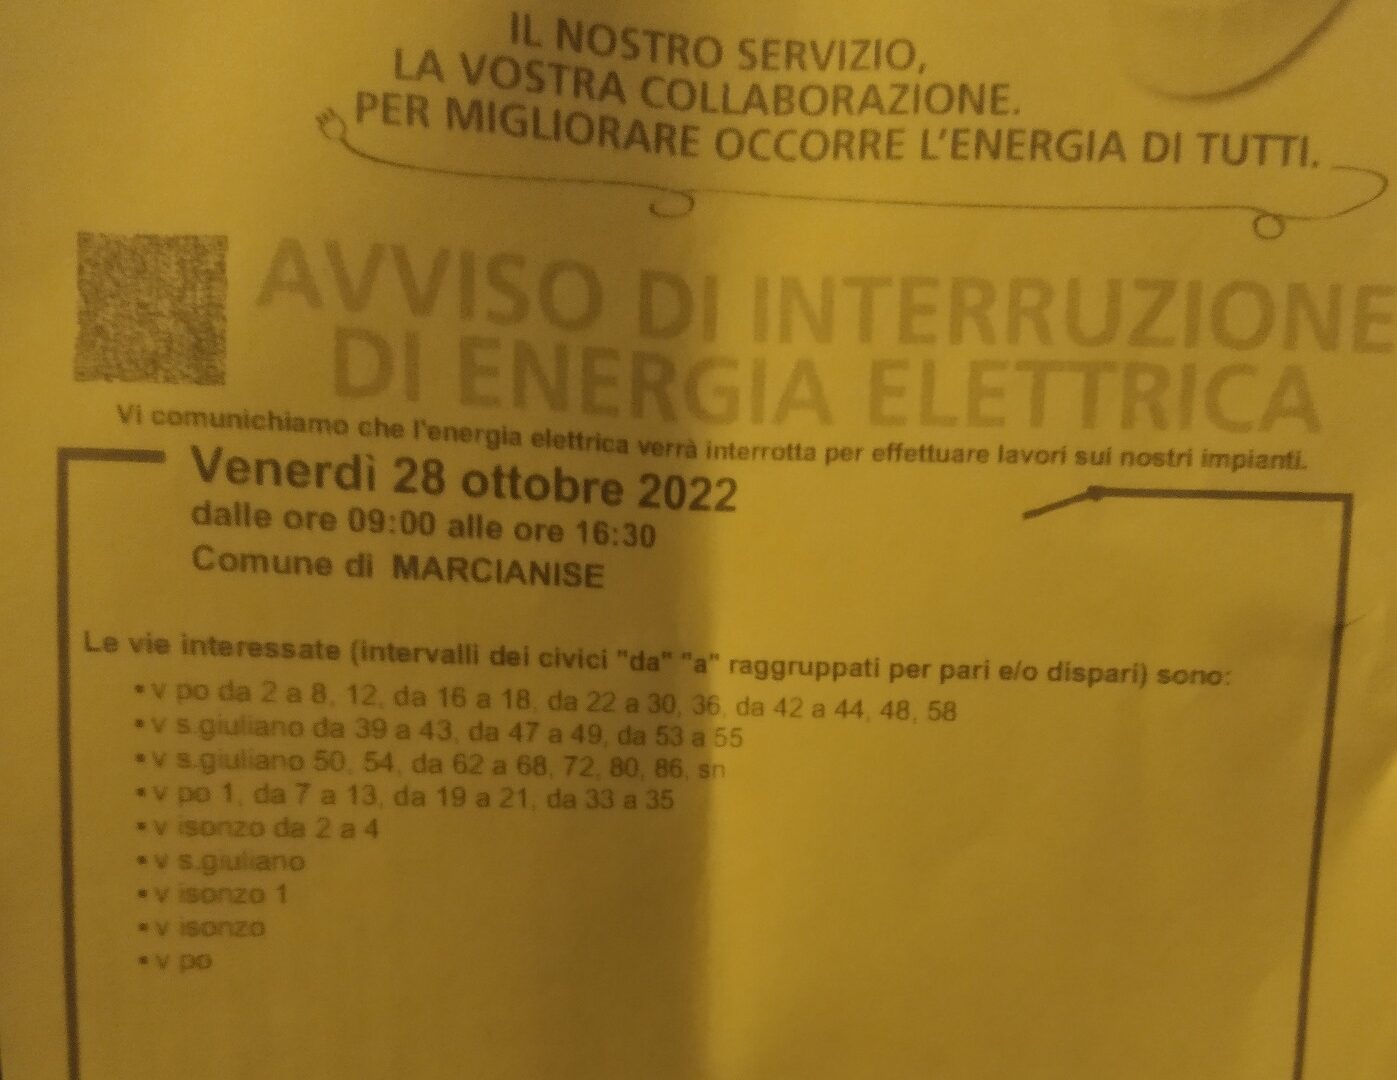 IL NOSTRO SERVIZIO,
LA VOSTRA COLLABORAZIONE.
PER MIGLIORARE OCCORRE L'ENERGIA DI TUTTI.
AVVISO DI INTERRUZIONE
DI ENERGIA ELETTRICA
Vi comunichiamo che l'energia elettrica verrà interrotta per effettuare lavori sui nostri impianti.
Venerdì 28 ottobre 2022
dalle ore 09:00 alle ore 16:30
Comune di MARCIANISE
Le vie interessate (intervalli dei civici "da" "a" raggruppati per pari e/o dispari) sono:
• v po da 2 a 8, 12, da 16 a 18, da 22 a 30, 36, da 42 a 44, 48, 58
• v s.giuliano da 39 a 43, da 47 a 49, da 53 a 55
• v s.giuliano 50, 54, da 62 a 68, 72, 80, 86, sn
• v po 1, da 7 a 13, da 19 a 21, da 33 a 35
• v isonzo da 2 a 4
• v s.giuliano
• v isonzo 1
• v isonzo
• v po